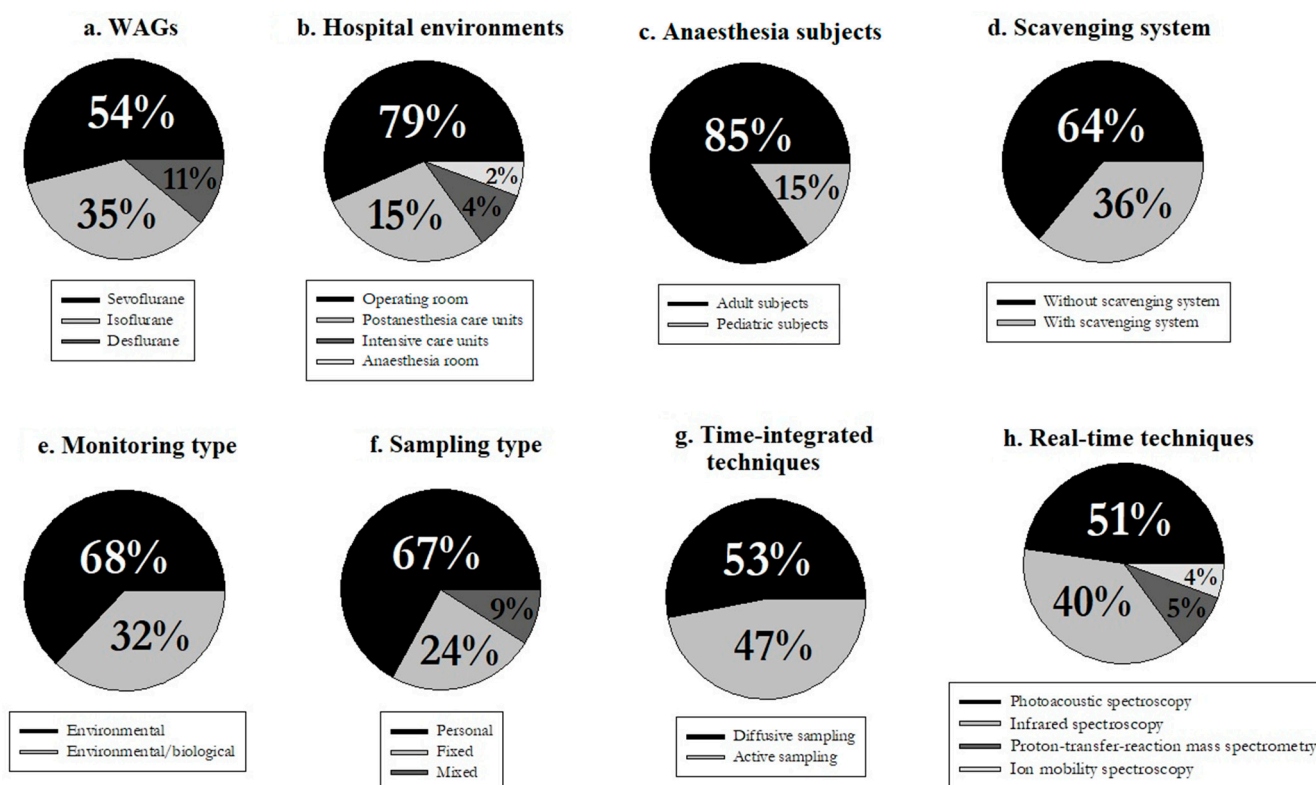 a. WAGs
54%
11%
35%
Sevoflurane
Isoflurane
Desflurane
b. Hospital environments
79%
2%
4%
15%
Operating room
Postanesthesia care units
Intensive care units
Anaesthesia room
c. Anaesthesia subjects
85%
15%
Adult subjects
Pediatric subjects
d. Scavenging system
64%
36%
Without scavenging system
With scavenging system
e. Monitoring type
68%
32%
Environmental
Environmental/biological
f. Sampling type
67%
9%
24%
Personal
Fixed
Mixed
g. Time-integrated
techniques
53%
47%
Diffusive sampling
Active sampling
h. Real-time techniques
51%
4%
5%
40%
Photoacoustic spectroscopy
Infrared spectroscopy
Proton-transfer-reaction mass spectrometry
Ion mobility spectroscopy